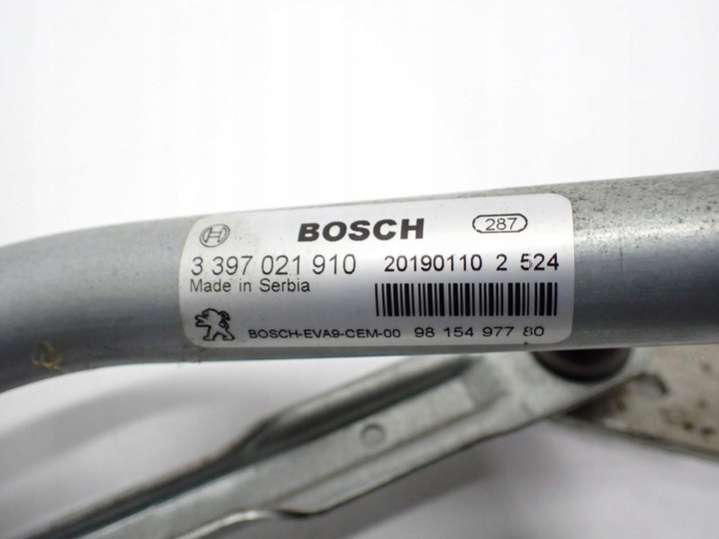 BOSCH 287
3 397 021 910 20190110 2 524
Made in Serbia
BOSCH-EVA9-CEM-00 98 154 977 80